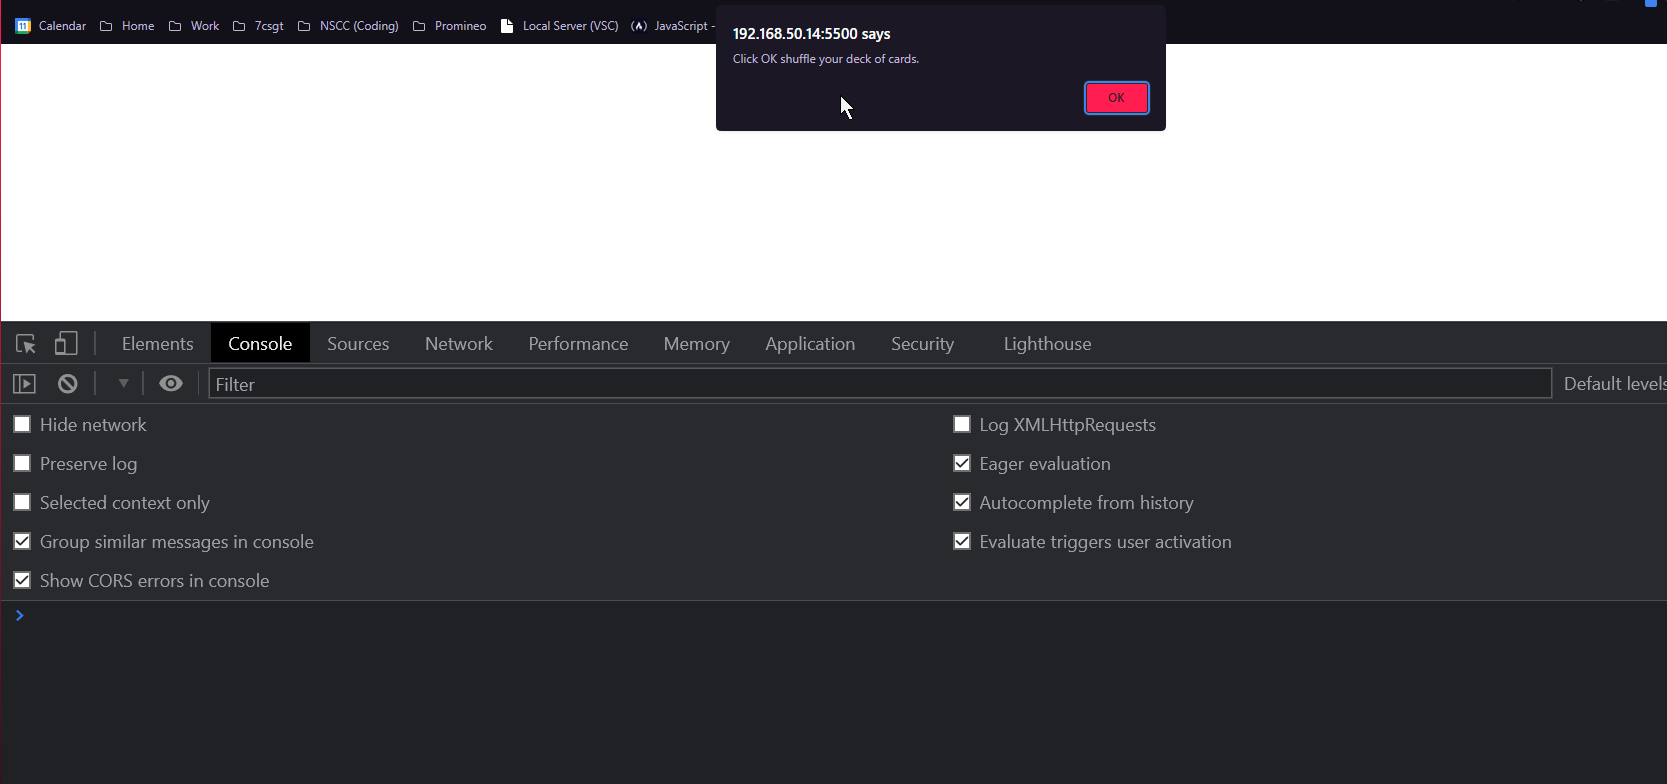 11 Calendar Home Work 7csgt NSCC (Coding) Promineo Local Server (VSC) JavaScript -
192.168.50.14:5500 says
Click OK shuffle your deck of cards.
OK
Elements Console Sources Network Performance Memory Application Security Lighthouse
Filter Default levels
Hide network Log XMLHttpRequests
Preserve log Eager evaluation
Selected context only Autocomplete from history
Group similar messages in console Evaluate triggers user activation
Show CORS errors in console